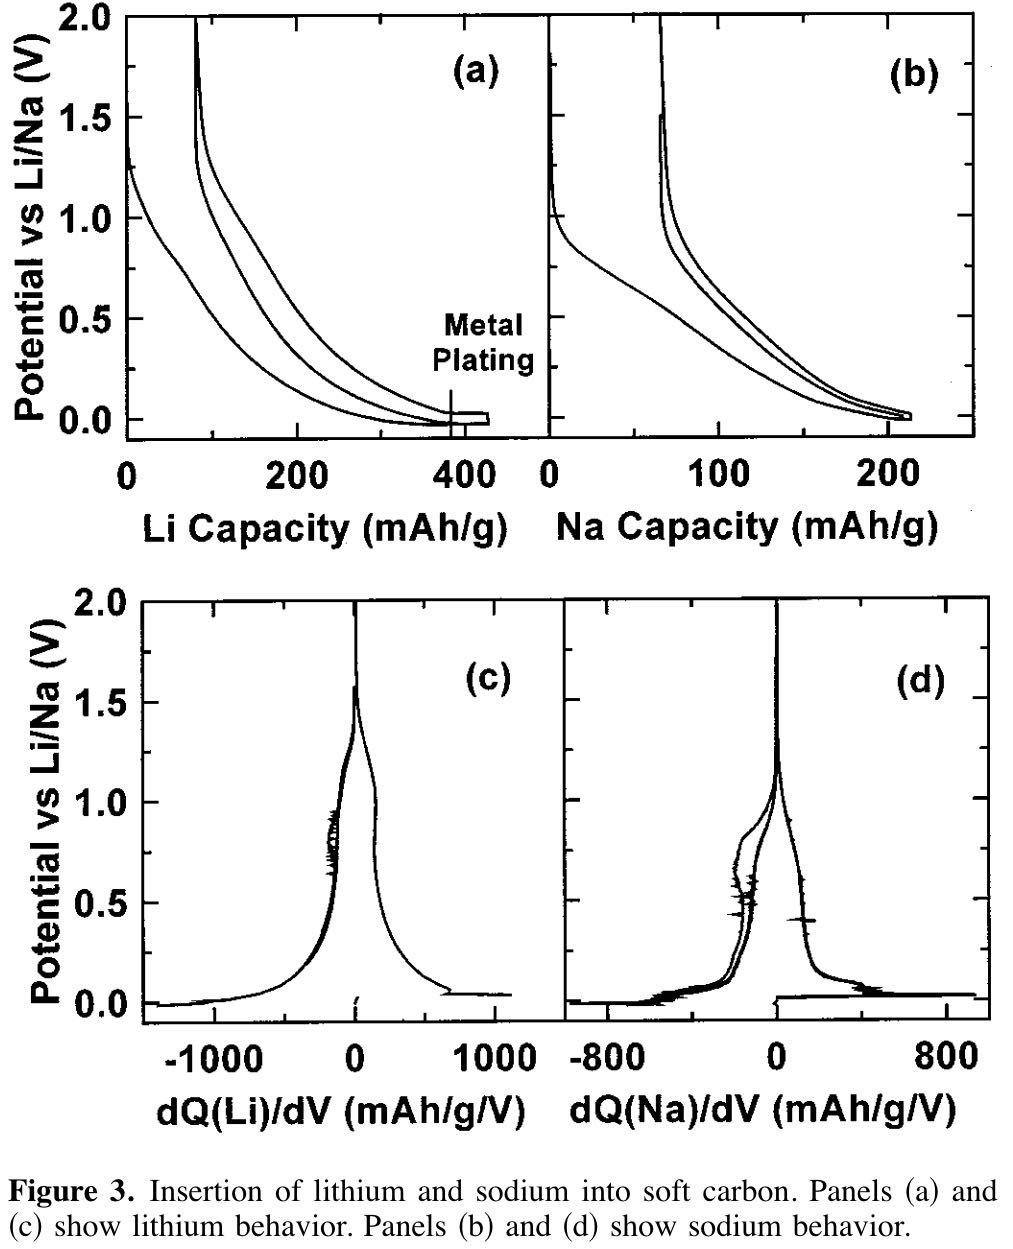 2.0
1.5
1.0
0.5
0.0
Potential vs Li/Na (V)
(a)
(b)
Metal
Plating
0 200 400 0 100 200
Li Capacity (mAh/g) Na Capacity (mAh/g)
2.0
1.5
1.0
0.5
0.0
Potential vs Li/Na (V)
(c)
(d)
-1000 0 1000 -800 0 800
dQ(Li)/dV (mAh/g/V) dQ(Na)/dV (mAh/g/V)
Figure 3. Insertion of lithium and sodium into soft carbon. Panels (a) and
(c) show lithium behavior. Panels (b) and (d) show sodium behavior.